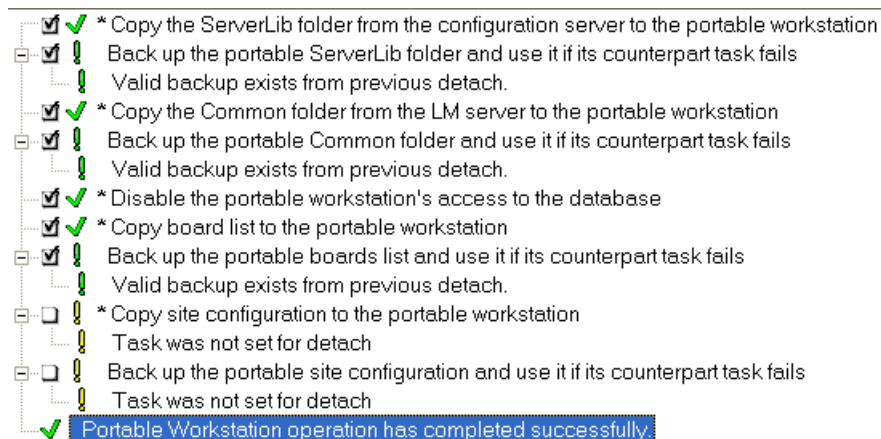 * Copy the ServerLib folder from the configuration server to the portable workstation
Back up the portable ServerLib folder and use it if its counterpart task fails
Valid backup exists from previous detach.
* Copy the Common folder from the LM server to the portable workstation
Back up the portable Common folder and use it if its counterpart task fails
Valid backup exists from previous detach.
* Disable the portable workstation's access to the database
* Copy board list to the portable workstation
Back up the portable boards list and use it if its counterpart task fails
Valid backup exists from previous detach.
* Copy site configuration to the portable workstation
Task was not set for detach
Back up the portable site configuration and use it if its counterpart task fails
Task was not set for detach
Portable Workstation operation has completed successfully.